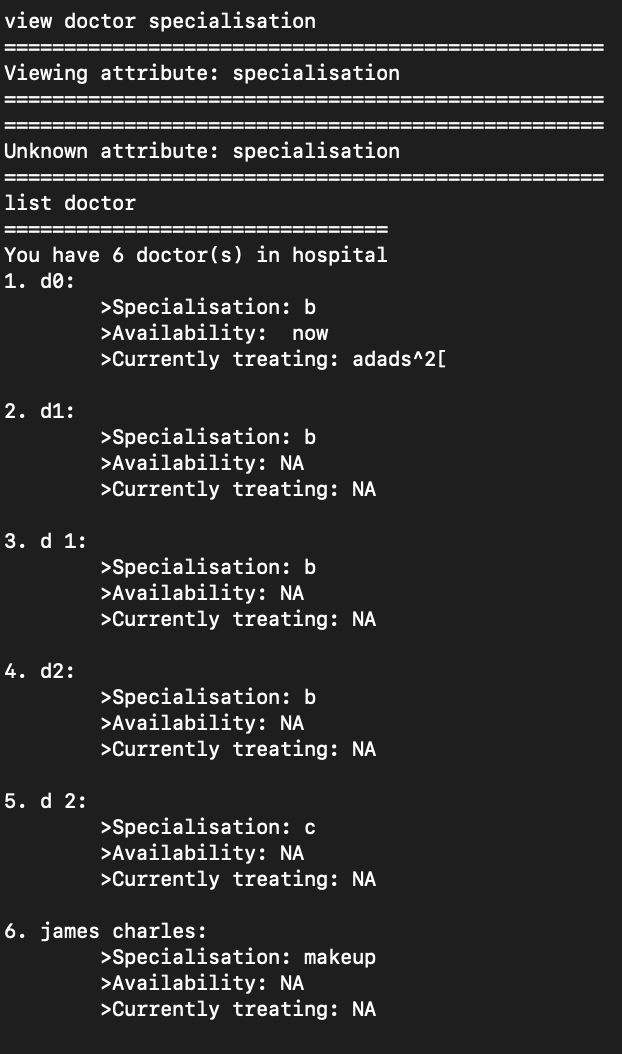 view doctor specialisation
==================================================
Viewing attribute: specialisation
==================================================
==================================================
Unknown attribute: specialisation
==================================================
list doctor
================================
You have 6 doctor(s) in hospital
1. d0:
        >Specialisation: b
        >Availability:  now
        >Currently treating: adads^2[
2. d1:
        >Specialisation: b
        >Availability: NA
        >Currently treating: NA
3. d 1:
        >Specialisation: b
        >Availability: NA
        >Currently treating: NA
4. d2:
        >Specialisation: b
        >Availability: NA
        >Currently treating: NA
5. d 2:
        >Specialisation: c
        >Availability: NA
        >Currently treating: NA
6. james charles:
        >Specialisation: makeup
        >Availability: NA
        >Currently treating: NA